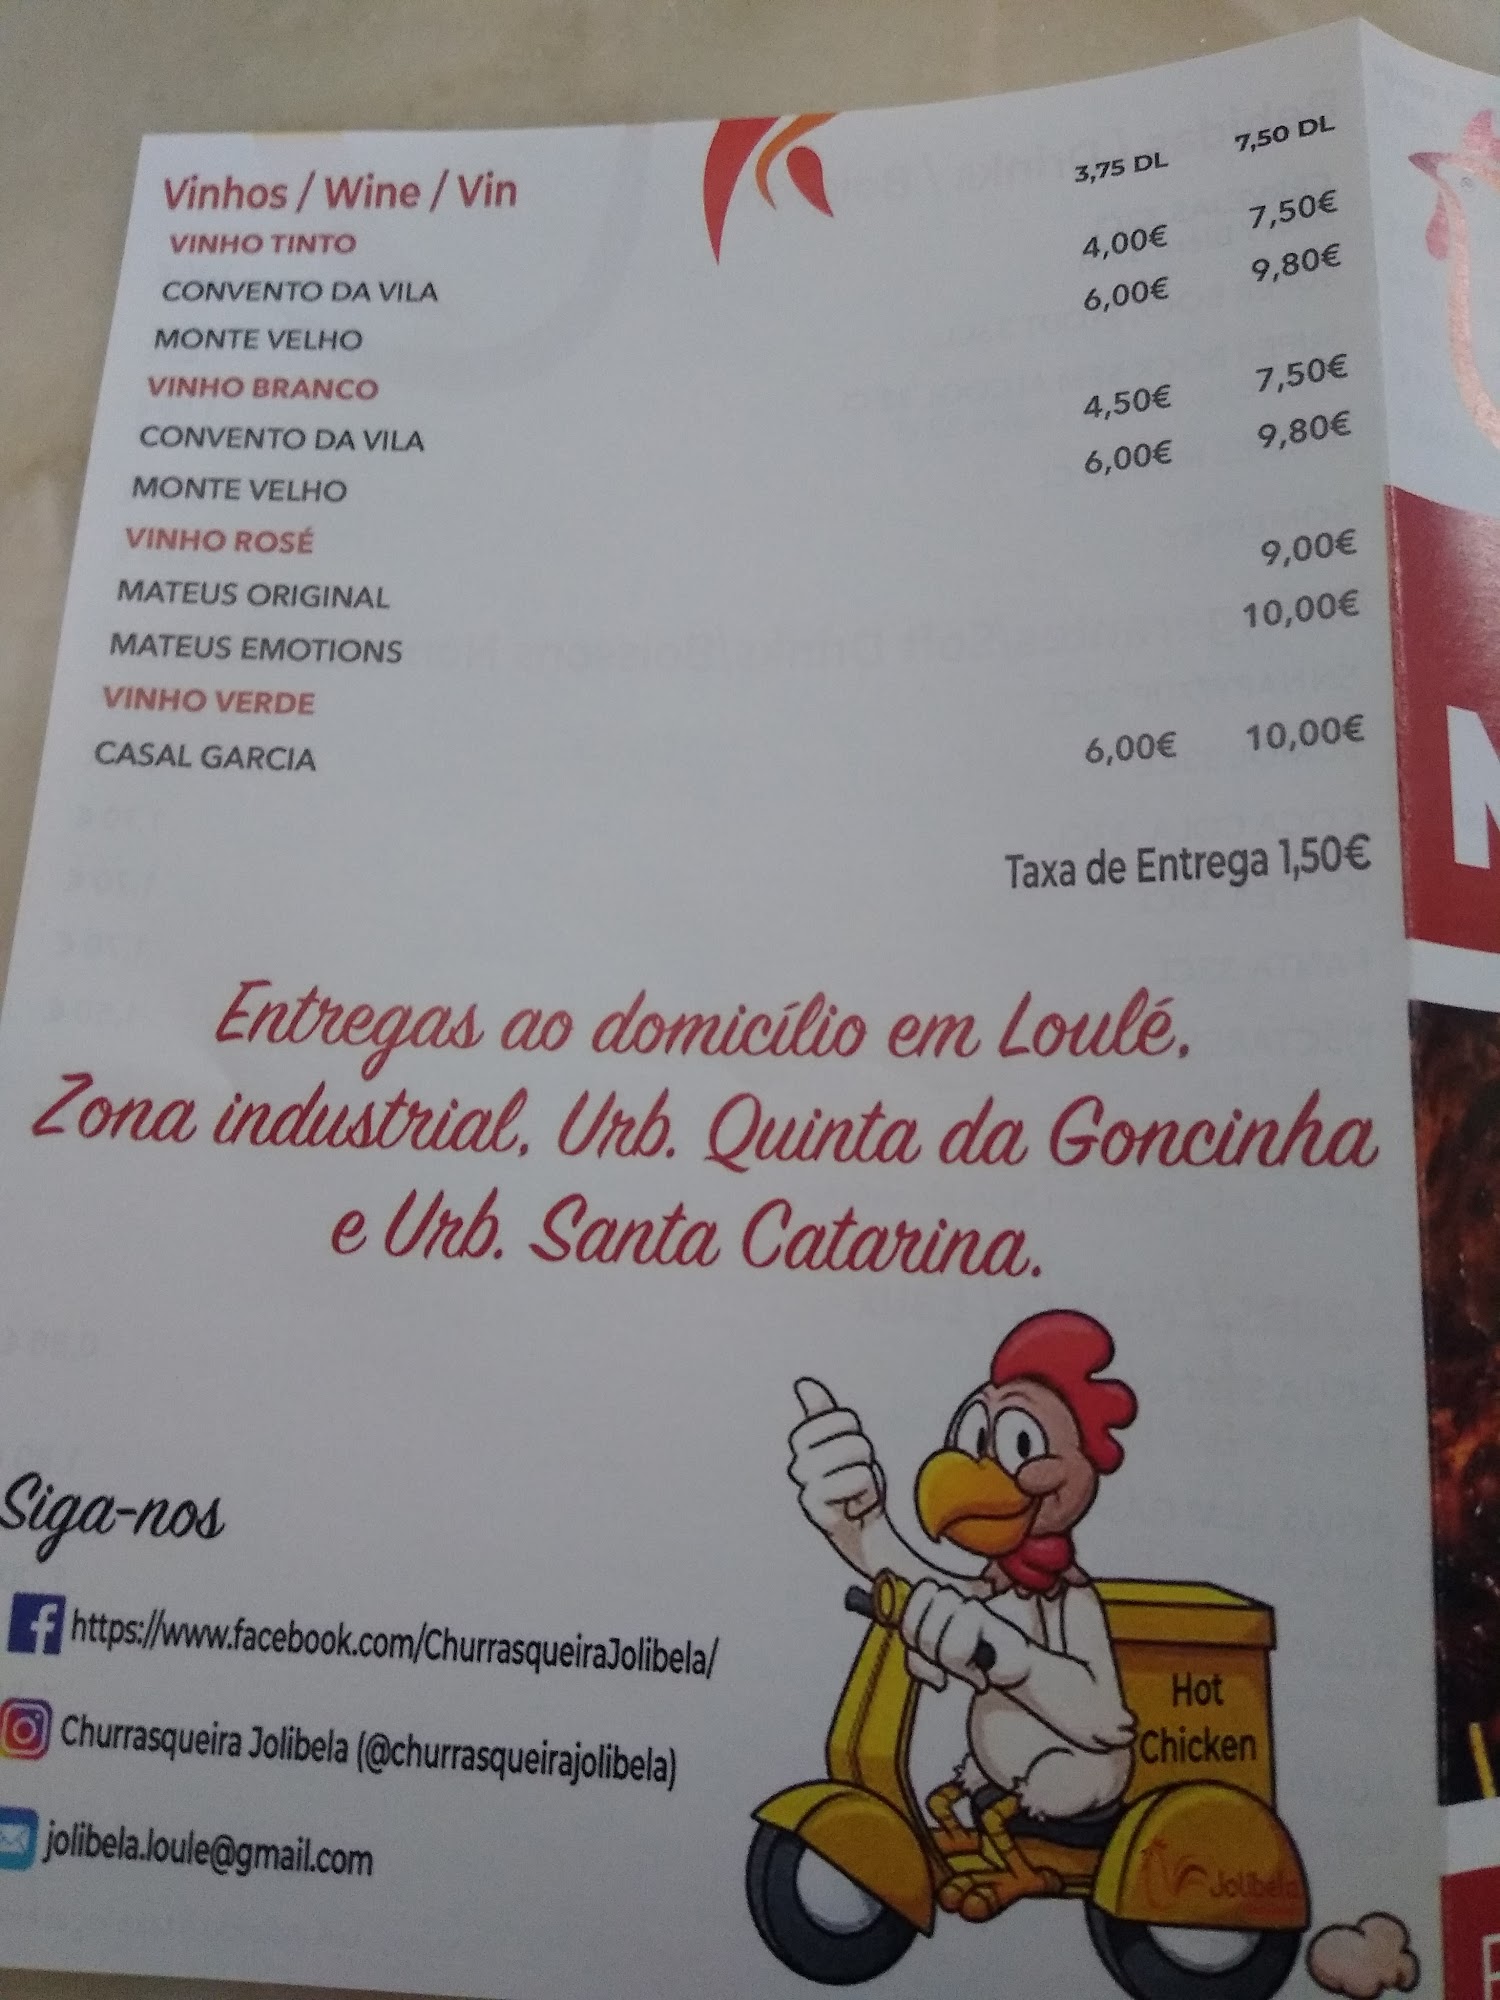 Vinhos / Wine / Vin 3,75 DL 7,50 DL
VINHO TINTO
CONVENTO DA VILA 4,00€ 7,50€
MONTE VELHO 6,00€ 9,80€
VINHO BRANCO
CONVENTO DA VILA 4,50€ 7,50€
MONTE VELHO 6,00€ 9,80€
VINHO ROSÉ
MATEUS ORIGINAL 9,00€
MATEUS EMOTIONS 10,00€
VINHO VERDE
CASAL GARCIA 6,00€ 10,00€
Taxa de Entrega 1,50€
Entregas ao domicílio em Loulé,
Zona industrial, Urb. Quinta da Goncinha
e Urb. Santa Catarina.
Siga-nos
https://www.facebook.com/ChurrasqueiraJolibela/
Churrasqueira Jolibela (@churrasqueirajolibela)
jolibela.loule@gmail.com
Hot
Chicken
Jolibela